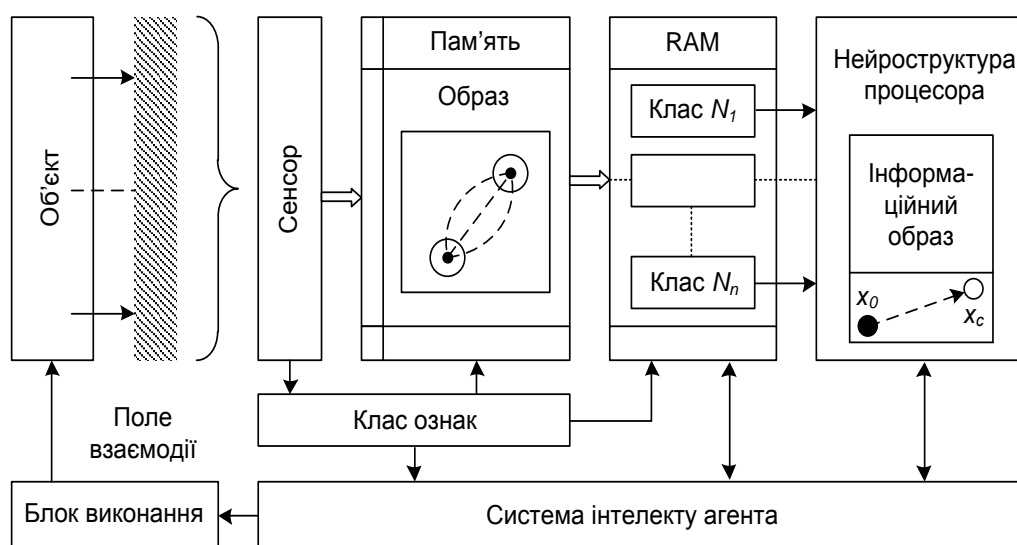 Об’єкт
Поле
взаємодії
Сенсор
Пам’ять
Образ
RAM
Клас N1
Клас Nn
Нейроструктура
процесора
Інформа-
ційний
образ
x0
xc
Клас ознак
Блок виконання
Система інтелекту агента